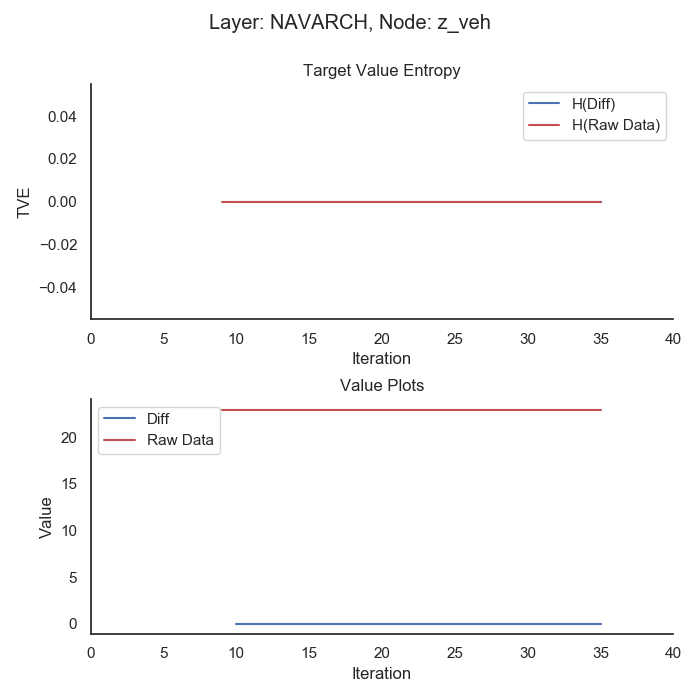 Layer: NAVARCH, Node: z_veh
Target Value Entropy
H(Diff)
H(Raw Data)
0.04
0.02
0.00
−0.02
−0.04
TVE
0 5 10 15 20 25 30 35 40
Iteration
Value Plots
Diff
Raw Data
20
15
10
5
0
Value
0 5 10 15 20 25 30 35 40
Iteration